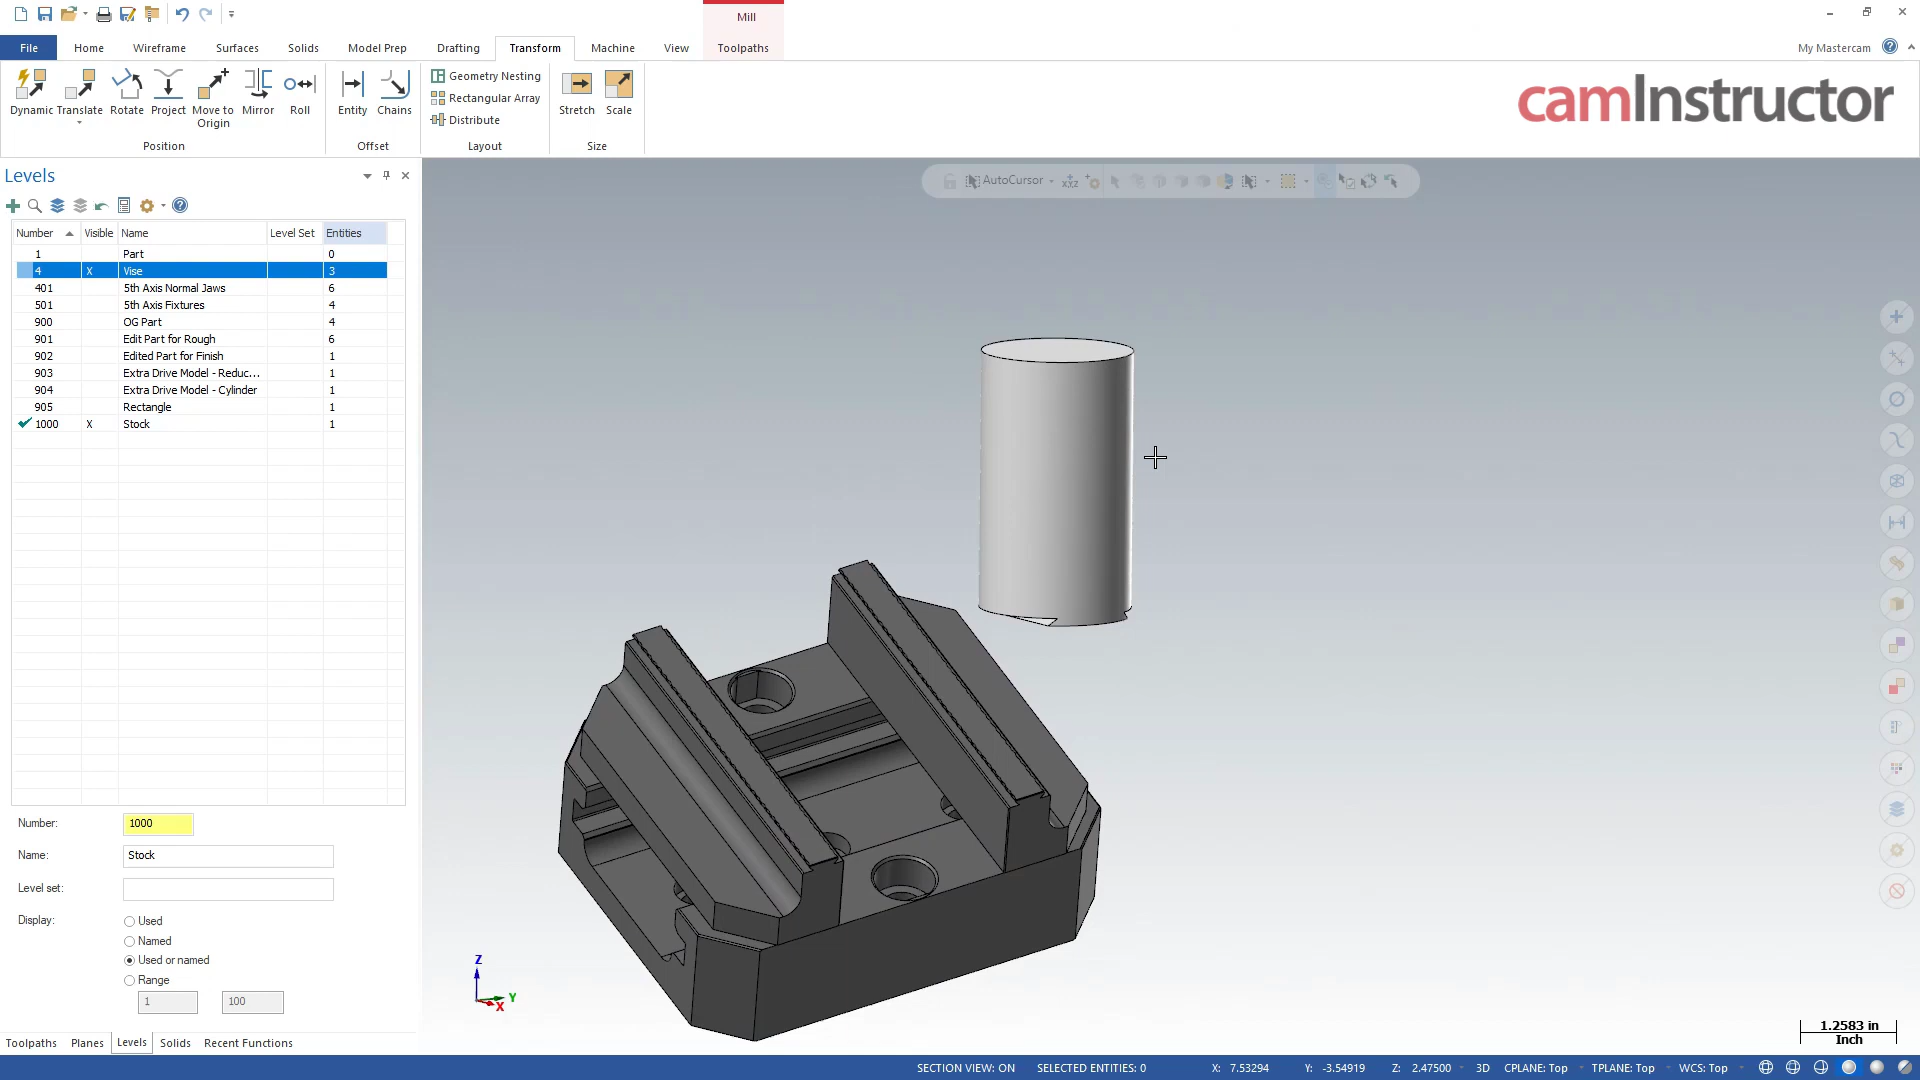 Mill
File
Home
Wireframe
Surfaces
Solids
Model Prep
Drafting
Transform
Machine
View
Toolpaths
My Mastercam
Dynamic
Translate
Rotate
Project
Move to
Origin
Mirror
Roll
Position
Entity
Chains
Offset
Geometry Nesting
Rectangular Array
Distribute
Layout
Stretch
Scale
Size
camInstructor
Levels
AutoCursor
Number Visible Name Level Set Entities
1 Part 0
4 X Vise 3
401 5th Axis Normal Jaws 6
501 5th Axis Fixtures 4
900 OG Part 4
901 Edit Part for Rough 6
902 Edited Part for Finish 1
903 Extra Drive Model - Reduc... 1
904 Extra Drive Model - Cylinder 1
905 Rectangle 1
1000 X Stock 1
Number: 1000
Name: Stock
Level set:
Display:
Used
Named
Used or named
Range
1 100
Z
Y
X
1.2583 in
Inch
Toolpaths Planes Levels Solids Recent Functions
SECTION VIEW: ON SELECTED ENTITIES: 0 X: 7.53294 Y: -3.54919 Z: 2.47500 3D CPLANE: Top TPLANE: Top WCS: Top